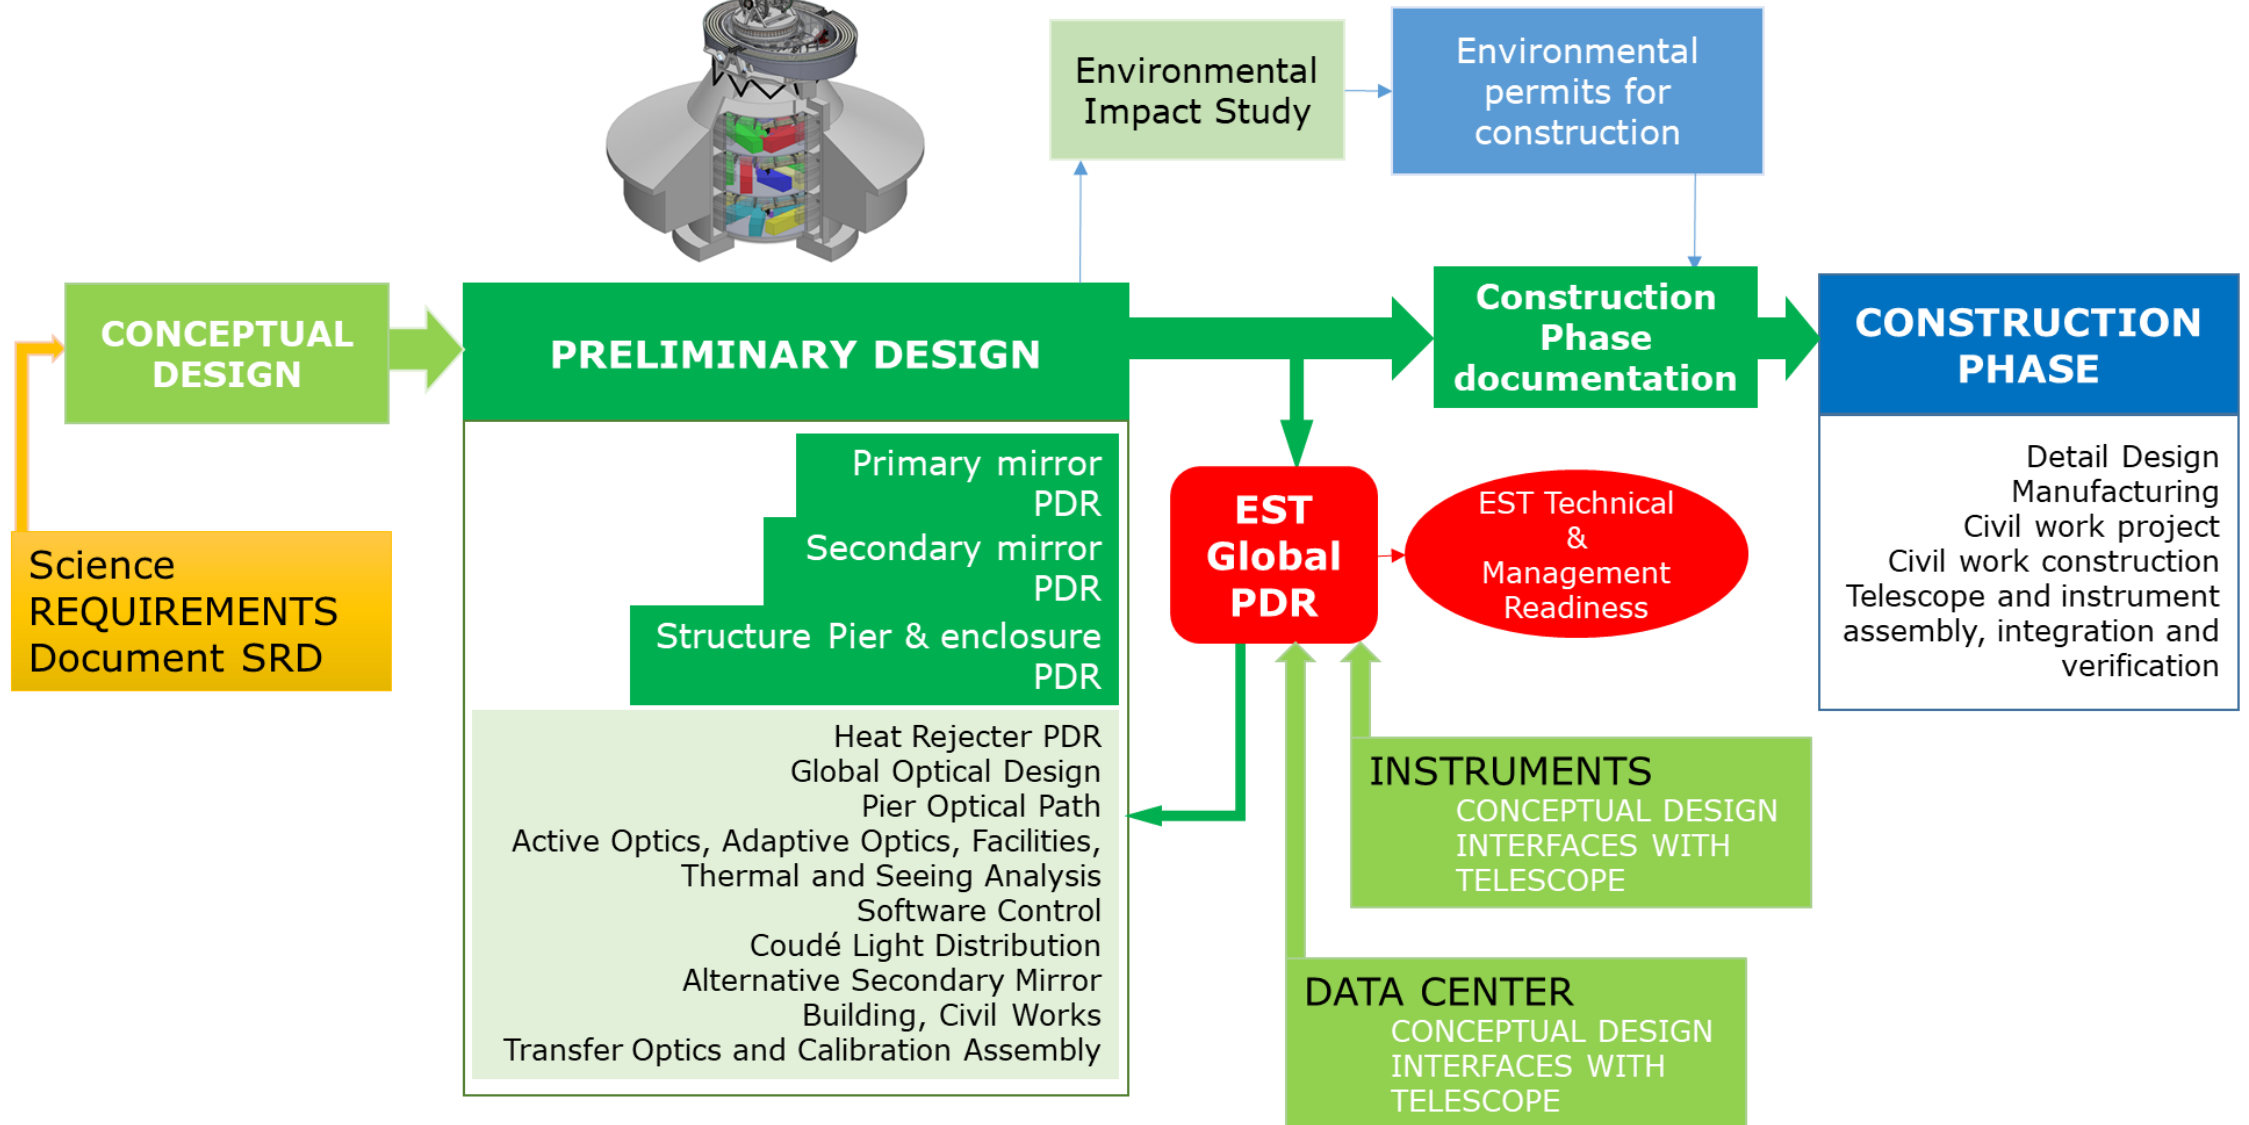 Environmental
Impact Study
Environmental
permits for
construction
CONCEPTUAL
DESIGN
PRELIMINARY DESIGN
Construction
Phase
documentation
CONSTRUCTION
PHASE
Science
REQUIREMENTS
Document SRD
Primary mirror
PDR
Secondary mirror
PDR
Structure Pier & enclosure
PDR
Heat Rejecter PDR
Global Optical Design
Pier Optical Path
Active Optics, Adaptive Optics, Facilities,
Thermal and Seeing Analysis
Software Control
Coudé Light Distribution
Alternative Secondary Mirror
Building, Civil Works
Transfer Optics and Calibration Assembly
EST
Global
PDR
EST Technical
&
Management
Readiness
Detail Design
Manufacturing
Civil work project
Civil work construction
Telescope and instrument
assembly, integration and
verification
INSTRUMENTS
CONCEPTUAL DESIGN
INTERFACES WITH
TELESCOPE
DATA CENTER
CONCEPTUAL DESIGN
INTERFACES WITH
TELESCOPE